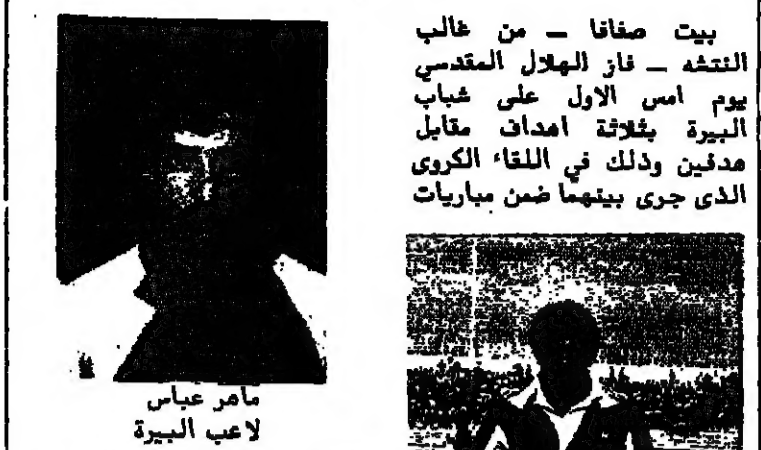 بيت صفافا — من غالب
النتشه — فاز الهلال المقدسي
يوم امس الاول على شباب
البيرة بثلاثة اهداف مقابل
هدفين وذلك في اللقاء الكروى
الذى جرى بينهما ضمن مباريات
ماهر عباس
لاعب البيرة